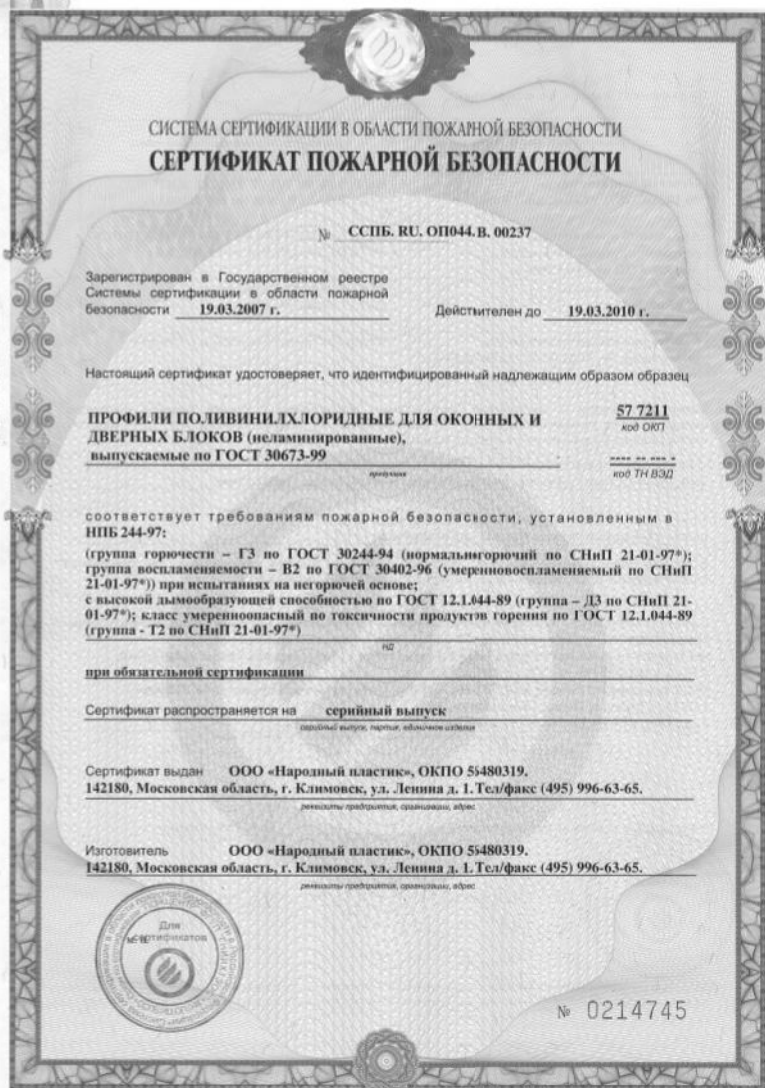 СИСТЕМА СЕРТИФИКАЦИИ В ОБЛАСТИ ПОЖАРНОЙ БЕЗОПАСНОСТИ
СЕРТИФИКАТ ПОЖАРНОЙ БЕЗОПАСНОСТИ
№ ССПБ. RU. ОП044.В. 00237
Зарегистрирован в Государственном реестре
Системы сертификации в области пожарной
безопасности 19.03.2007 г. Действителен до 19.03.2010 г.
Настоящий сертификат удостоверяет, что идентифицированный надлежащим образом образец
ПРОФИЛИ ПОЛИВИНИЛХЛОРИДНЫЕ ДЛЯ ОКОННЫХ И
ДВЕРНЫХ БЛОКОВ (неламинированные),
выпускаемые по ГОСТ 30673-99
продукция
57 7211
код ОКП
---- -- --- -
код ТН ВЭД
соответствует требованиям пожарной безопасности, установленным в
НПБ 244-97:
(группа горючести – Г3 по ГОСТ 30244-94 (нормальногорючий по СНиП 21-01-97*);
группа воспламеняемости – В2 по ГОСТ 30402-96 (умеренновоспламеняемый по СНиП
21-01-97*)) при испытаниях на негорючей основе;
с высокой дымообразующей способностью по ГОСТ 12.1.044-89 (группа – Д3 по СНиП 21-
01-97*); класс умеренноопасный по токсичности продуктов горения по ГОСТ 12.1.044-89
(группа - Т2 по СНиП 21-01-97*)
НД
при обязательной сертификации
Сертификат распространяется на серийный выпуск
серийный выпуск, партия, единичное изделие
Сертификат выдан ООО «Народный пластик», ОКПО 55480319.
142180, Московская область, г. Климовск, ул. Ленина д. 1. Тел/факс (495) 996-63-65.
реквизиты предприятия, организации, адрес
Изготовитель ООО «Народный пластик», ОКПО 55480319.
142180, Московская область, г. Климовск, ул. Ленина д. 1. Тел/факс (495) 996-63-65.
реквизиты предприятия, организации, адрес
Для
М. П.
сертификатов
№ 0214745